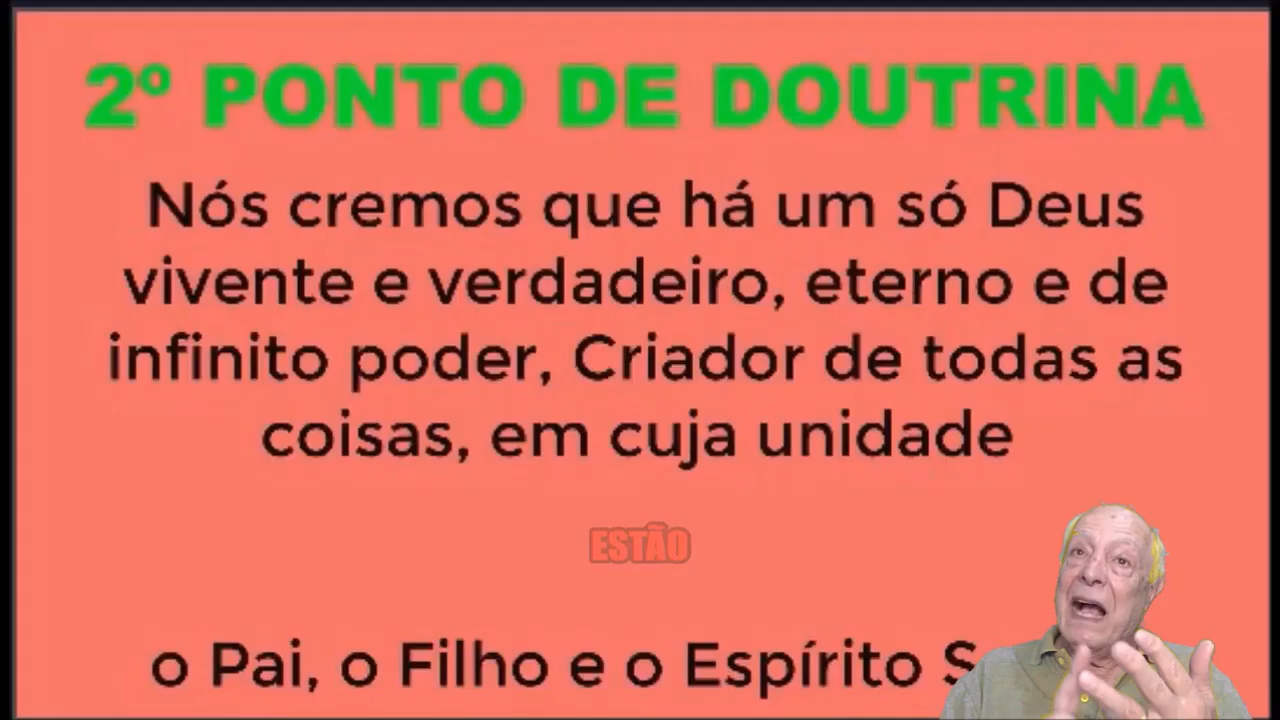 2º PONTO DE DOUTRINA
Nós cremos que há um só Deus
vivente e verdadeiro, eterno e de
infinito poder, Criador de todas as
coisas, em cuja unidade
ESTÃO
o Pai, o Filho e o Espírito S